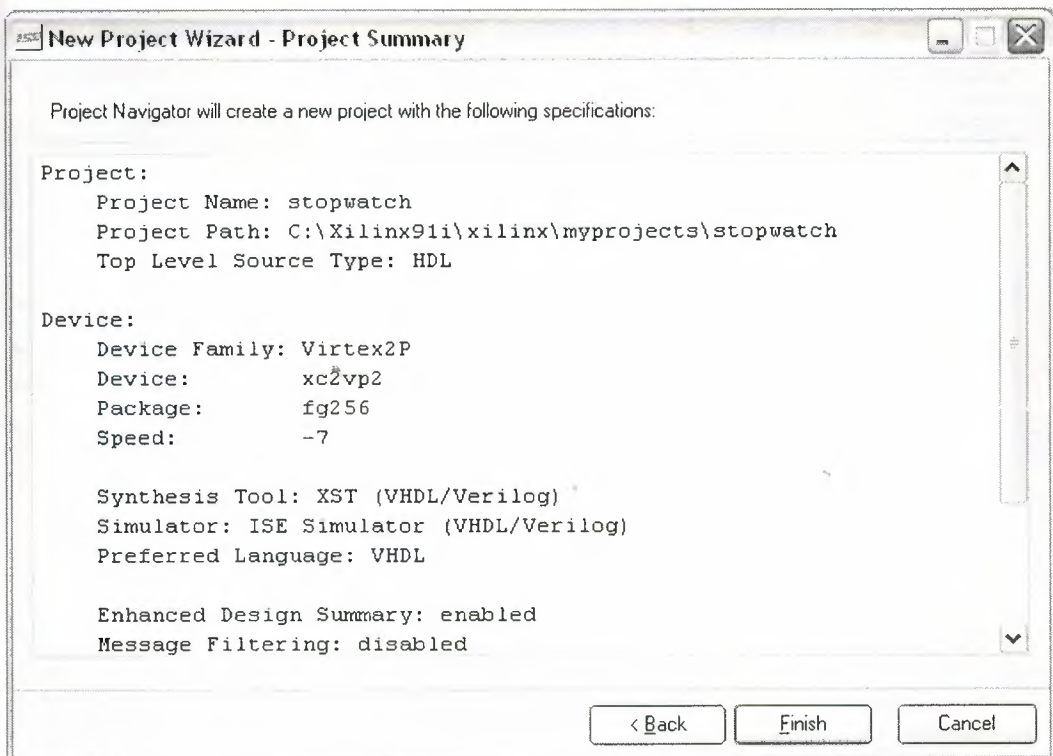 New Project Wizard - Project Summary
Project Navigator will create a new project with the following specifications:
Project:
Project Name: stopwatch
Project Path: C:\Xilinx91i\xilinx\myprojects\stopwatch
Top Level Source Type: HDL
Device:
Device Family: Virtex2P
Device: xc2vp2
Package: fg256
Speed: -7
Synthesis Tool: XST (VHDL/Verilog)
Simulator: ISE Simulator (VHDL/Verilog)
Preferred Language: VHDL
Enhanced Design Summary: enabled
Message Filtering: disabled
< Back
Finish
Cancel